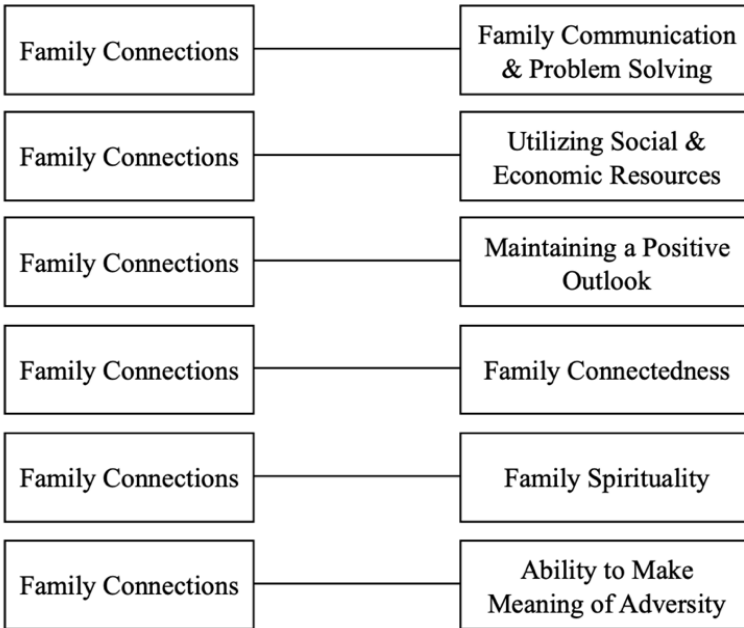 Family Connections
Family Communication
& Problem Solving
Family Connections
Utilizing Social &
Economic Resources
Family Connections
Maintaining a Positive
Outlook
Family Connections
Family Connectedness
Family Connections
Family Spirituality
Family Connections
Ability to Make
Meaning of Adversity